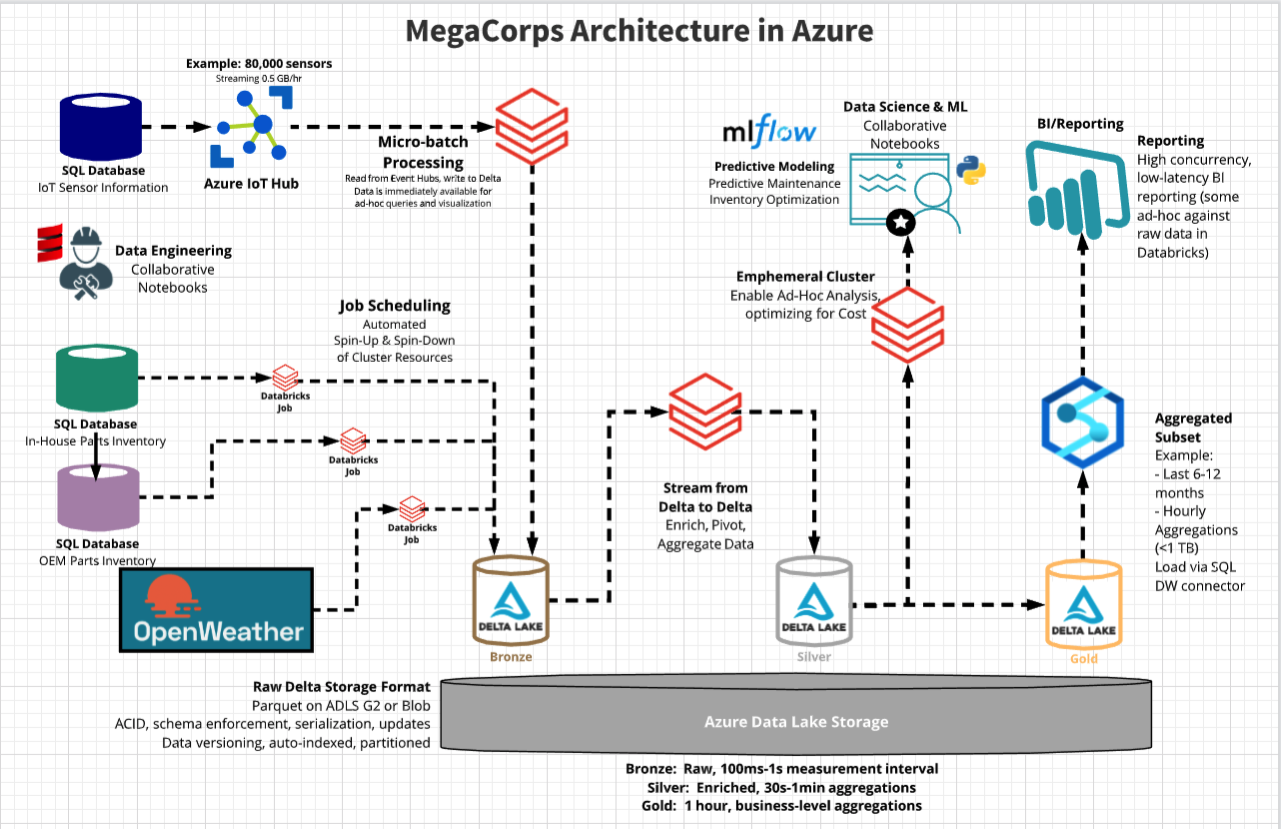 MegaCorps Architecture in Azure
Example: 80,000 sensors
Streaming 0.5 GB/hr
SQL Database
IoT Sensor Information
Azure IoT Hub
Micro-batch
Processing
Read from Event Hubs, write to Delta
Data is immediately available for
ad-hoc queries and visualization
mlflow
Predictive Modeling
Predictive Maintenance
Inventory Optimization
Data Science & ML
Collaborative
Notebooks
BI/Reporting
Reporting
High concurrency,
low-latency BI
reporting (some
ad-hoc against
raw data in
Databricks)
Data Engineering
Collaborative
Notebooks
Emphemeral Cluster
Enable Ad-Hoc Analysis,
optimizing for Cost
Job Scheduling
Automated
Spin-Up & Spin-Down
of Cluster Resources
Databricks
Job
SQL Database
In-House Parts Inventory
Databricks
Job
Databricks
Job
SQL Database
OEM Parts Inventory
OpenWeather
Stream from
Delta to Delta
Enrich, Pivot,
Aggregate Data
Aggregated
Subset
Example:
- Last 6-12
months
- Hourly
Aggregations
(<1 TB)
Load via SQL
DW connector
DELTA LAKE
Bronze
DELTA LAKE
Silver
DELTA LAKE
Gold
Raw Delta Storage Format
Parquet on ADLS G2 or Blob
ACID, schema enforcement, serialization, updates
Data versioning, auto-indexed, partitioned
Azure Data Lake Storage
Bronze: Raw, 100ms-1s measurement interval
Silver: Enriched, 30s-1min aggregations
Gold: 1 hour, business-level aggregations